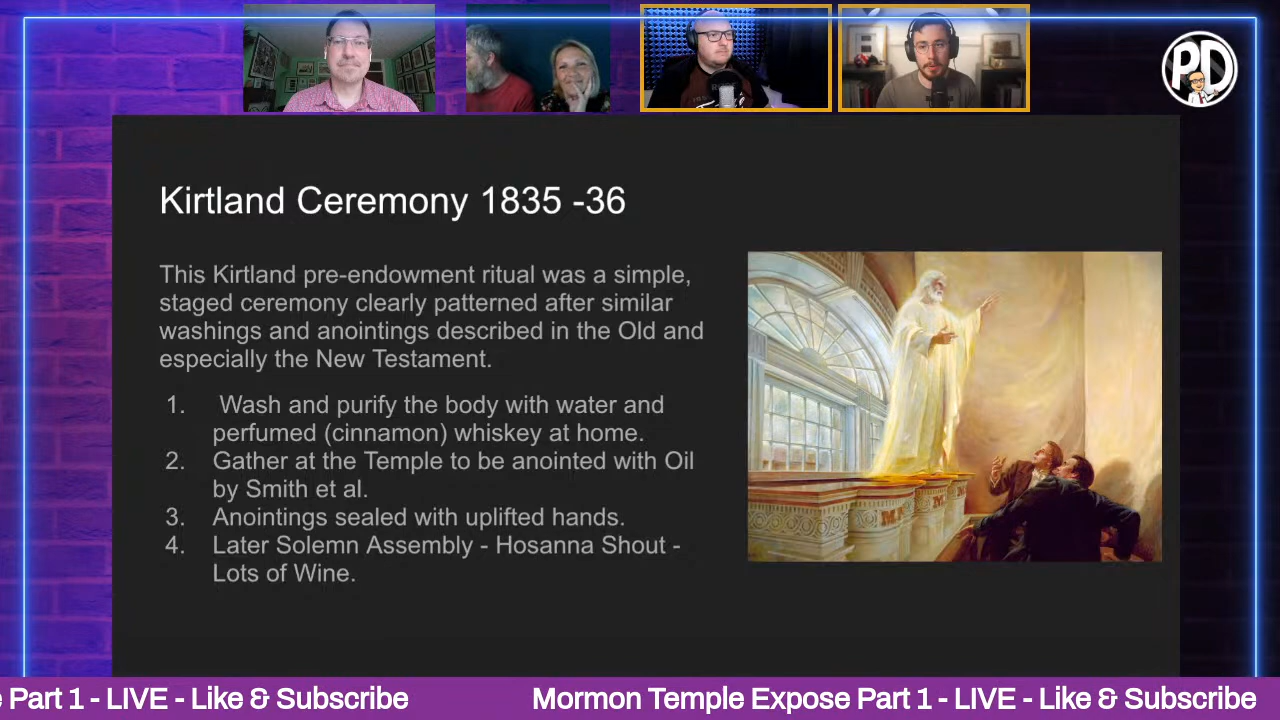 PD
Kirtland Ceremony 1835 -36
This Kirtland pre-endowment ritual was a simple,
staged ceremony clearly patterned after similar
washings and anointings described in the Old and
especially the New Testament.
1. Wash and purify the body with water and
perfumed (cinnamon) whiskey at home.
2. Gather at the Temple to be anointed with Oil
by Smith et al.
3. Anointings sealed with uplifted hands.
4. Later Solemn Assembly - Hosanna Shout -
Lots of Wine.
Part 1 - LIVE - Like & Subscribe
Mormon Temple Expose Part 1 - LIVE - Like & Subscribe